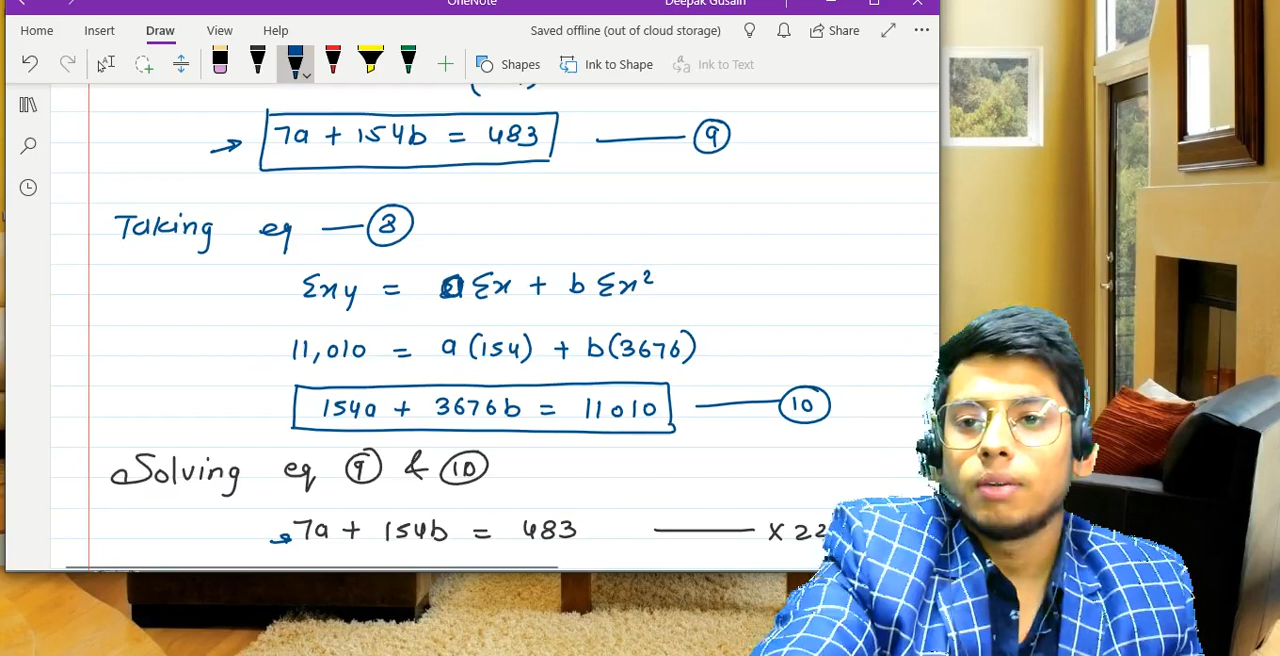 OneNote
Deepak Gusain
Home Insert Draw View Help Saved offline (out of cloud storage) Share
Shapes Ink to Shape Ink to Text
→ 7a + 154b = 483 —— 9
Taking eq — 8
Σxy = aΣx + bΣx²
11,010 = a(154) + b(3676)
154a + 3676b = 11010 —— 10
Solving eq 9 & 10
7a + 154b = 483 —— × 22